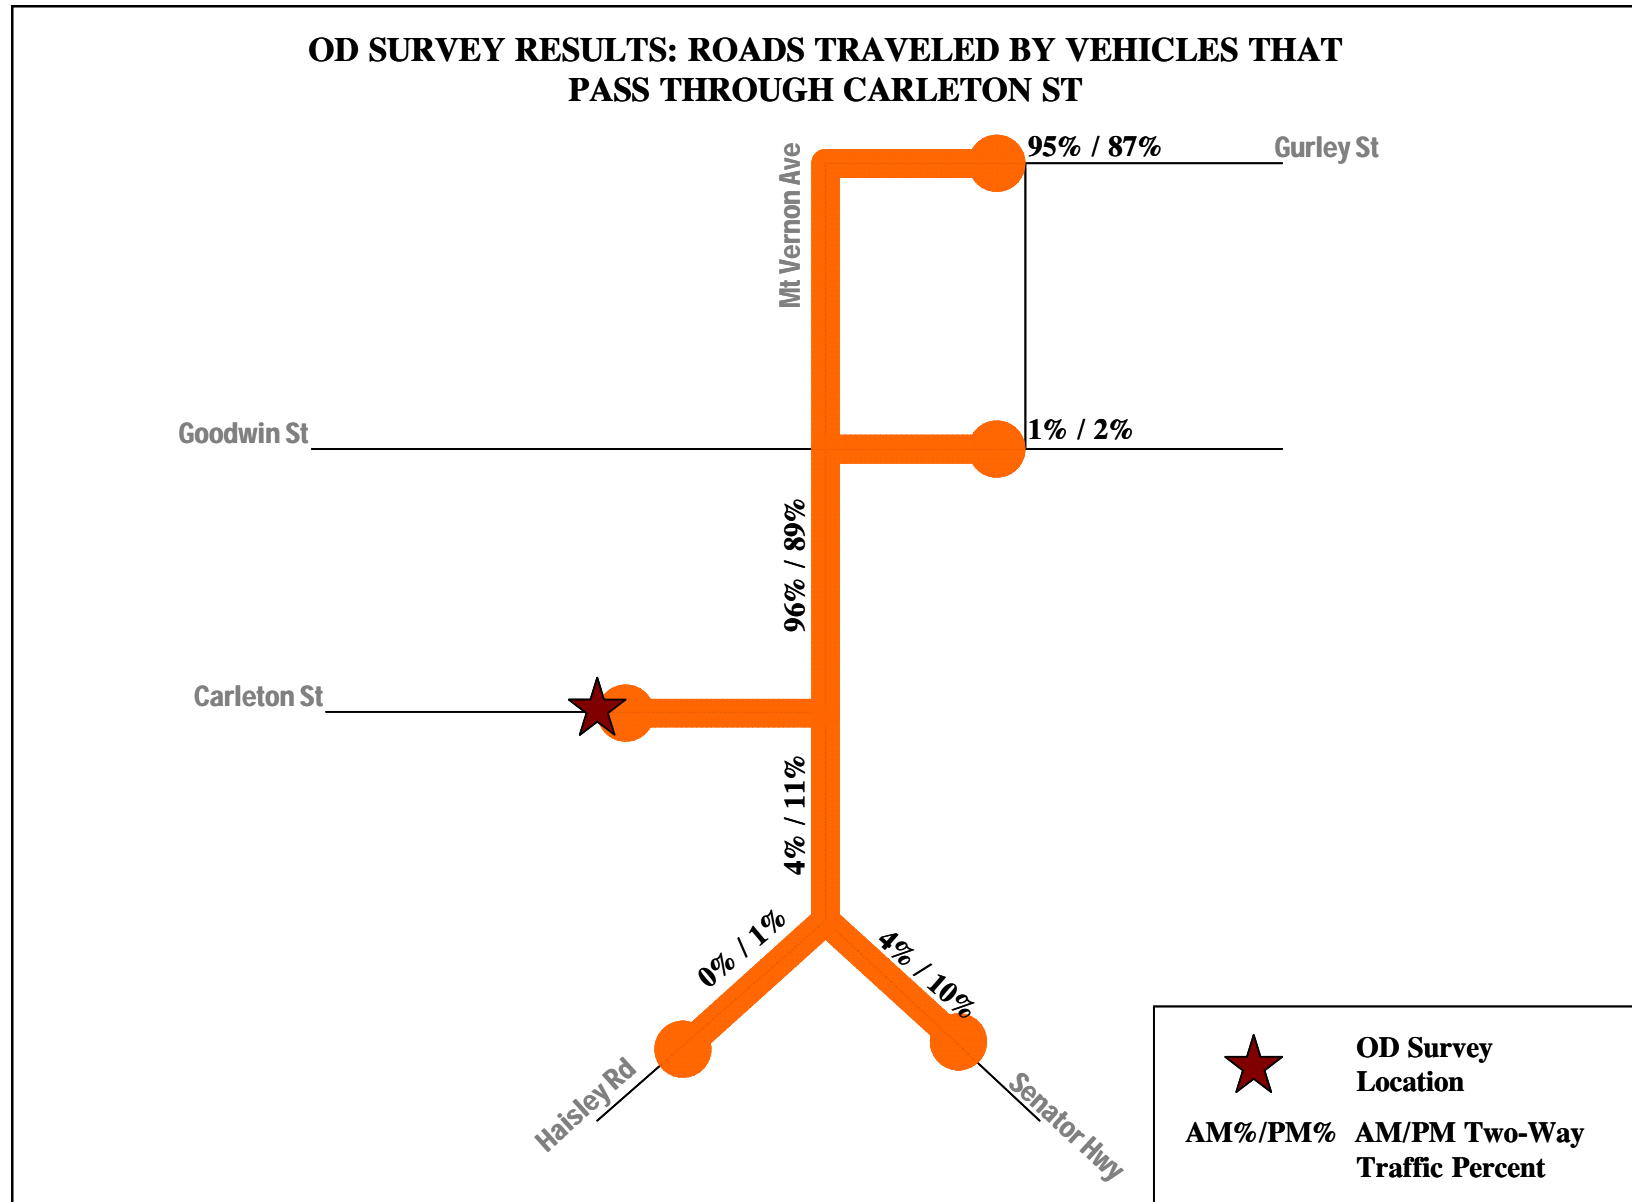 OD SURVEY RESULTS: ROADS TRAVELED BY VEHICLES THAT
PASS THROUGH CARLETON ST
Mt Vernon Ave
95% / 87%
Gurley St
Goodwin St
1% / 2%
96% / 89%
Carleton St
4% / 11%
0% / 1%
4% / 10%
Haisley Rd
Senator Hwy
OD Survey
Location
AM%/PM% AM/PM Two-Way
Traffic Percent